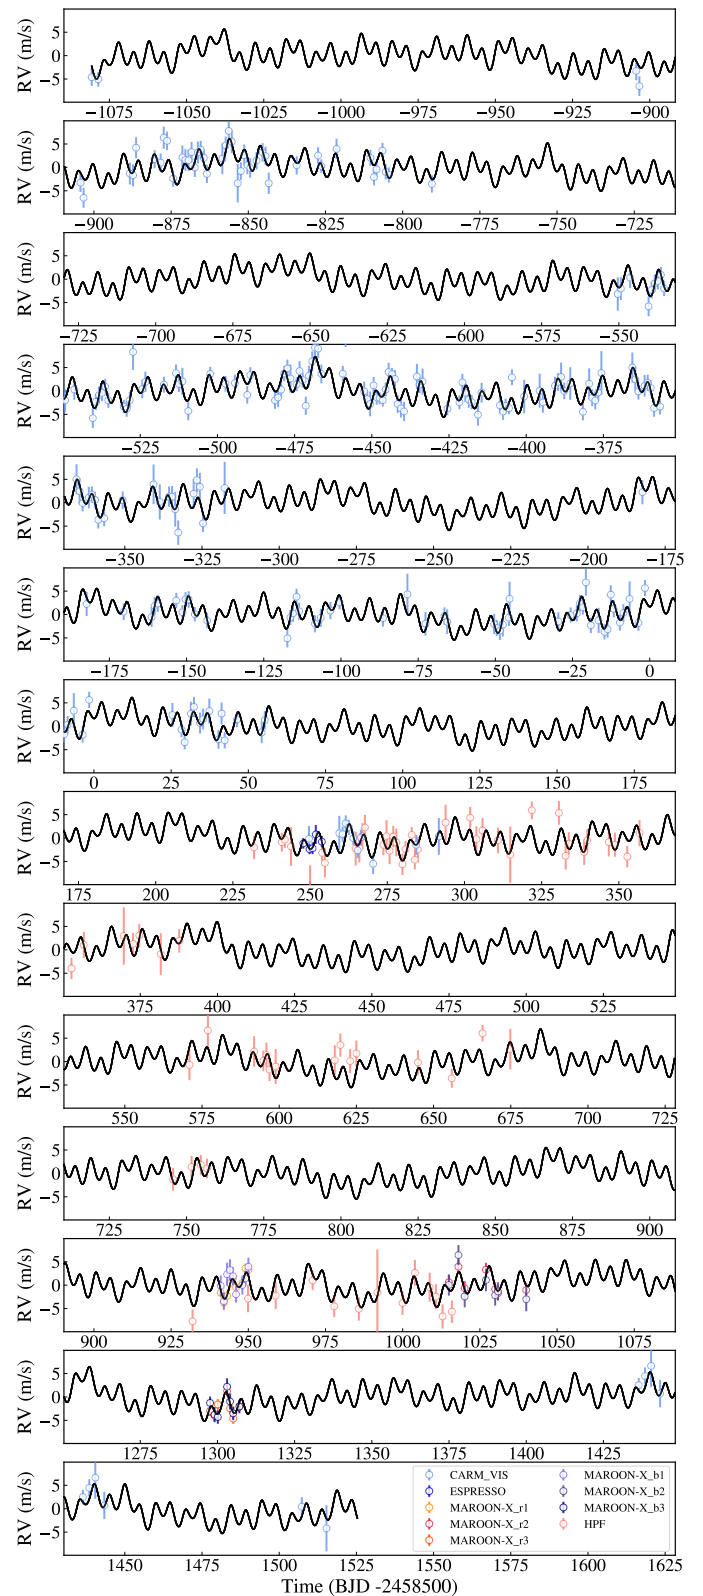 RV (m/s)
5
0
−5
−1075 −1050 −1025 −1000 −975 −950 −925 −900
RV (m/s)
5
0
−5
−900 −875 −850 −825 −800 −775 −750 −725
RV (m/s)
5
0
−5
−725 −700 −675 −650 −625 −600 −575 −550
RV (m/s)
5
0
−5
−525 −500 −475 −450 −425 −400 −375
RV (m/s)
5
0
−5
−350 −325 −300 −275 −250 −225 −200 −175
RV (m/s)
5
0
−5
−175 −150 −125 −100 −75 −50 −25 0
RV (m/s)
5
0
−5
0 25 50 75 100 125 150 175
RV (m/s)
5
0
−5
175 200 225 250 275 300 325 350
RV (m/s)
5
0
−5
375 400 425 450 475 500 525
RV (m/s)
5
0
−5
550 575 600 625 650 675 700 725
RV (m/s)
5
0
−5
725 750 775 800 825 850 875 900
RV (m/s)
5
0
−5
900 925 950 975 1000 1025 1050 1075
RV (m/s)
5
0
−5
1275 1300 1325 1350 1375 1400 1425
RV (m/s)
5
0
−5
CARM_VIS
ESPRESSO
MAROON-X_r1
MAROON-X_r2
MAROON-X_r3
MAROON-X_b1
MAROON-X_b2
MAROON-X_b3
HPF
1450 1475 1500 1525 1550 1575 1600 1625
Time (BJD -2458500)